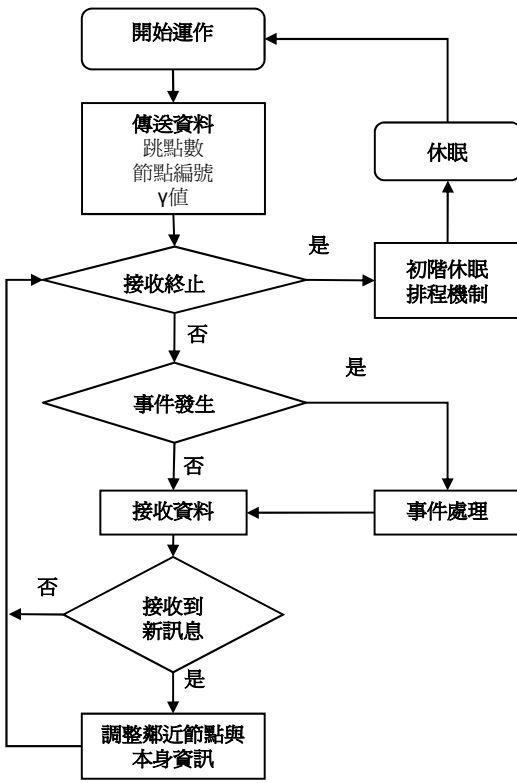 開始運作
傳送資料
跳點數
節點編號
γ值
休眠
接收終止
是
初階休眠
排程機制
否
事件發生
是
否
接收資料
事件處理
接收到
新訊息
否
是
調整鄰近節點與
本身資訊